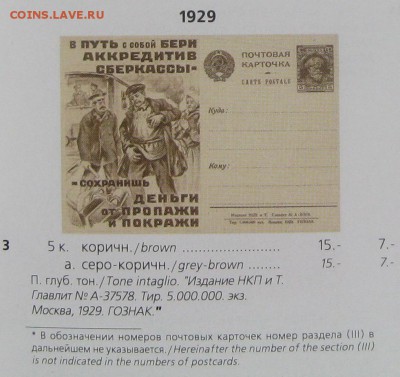 COINS.LAVE.RU
1929
В ПУТЬ С СОБОЙ БЕРИ
АККРЕДИТИВ
СБЕРКАССЫ=
=СОХРАНИШЬ
ДЕНЬГИ
ОТ ПРОПАЖИ
И ПОКРАЖИ
ПОЧТОВАЯ
КАРТОЧКА
CARTE POSTALE
Куда:
Кому:
3 5 к. коричн./brown ........................ 15.- 7.-
а. серо-коричн./grey-brown ........... 15.- 7.-
П. глуб. тон./Tone intaglio. "Издание НКП и Т.
Главлит № А-37578. Тир. 5.000.000. экз.
Москва, 1929. ГОЗНАК."
* В обозначении номеров почтовых карточек номер раздела (III) в
дальнейшем не указывается./Hereinafter the number of the section (III)
is not indicated in the numbers of postcards.